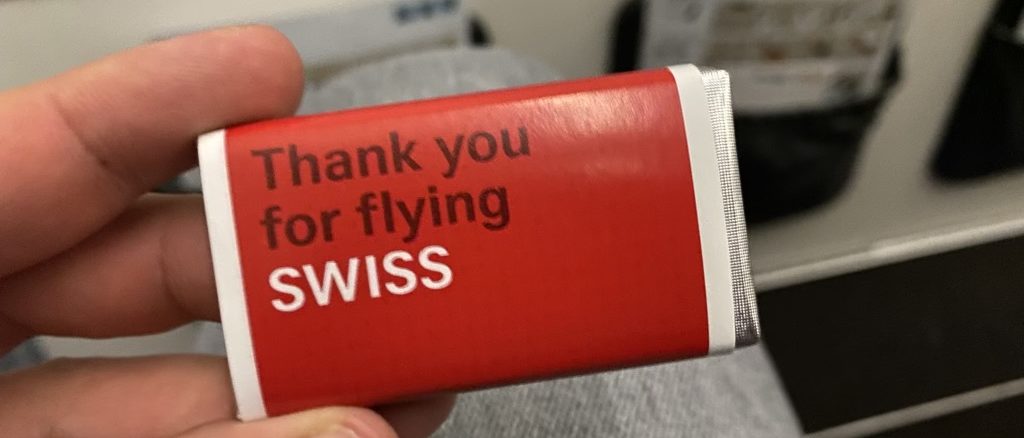 Thank you
for flying
SWISS